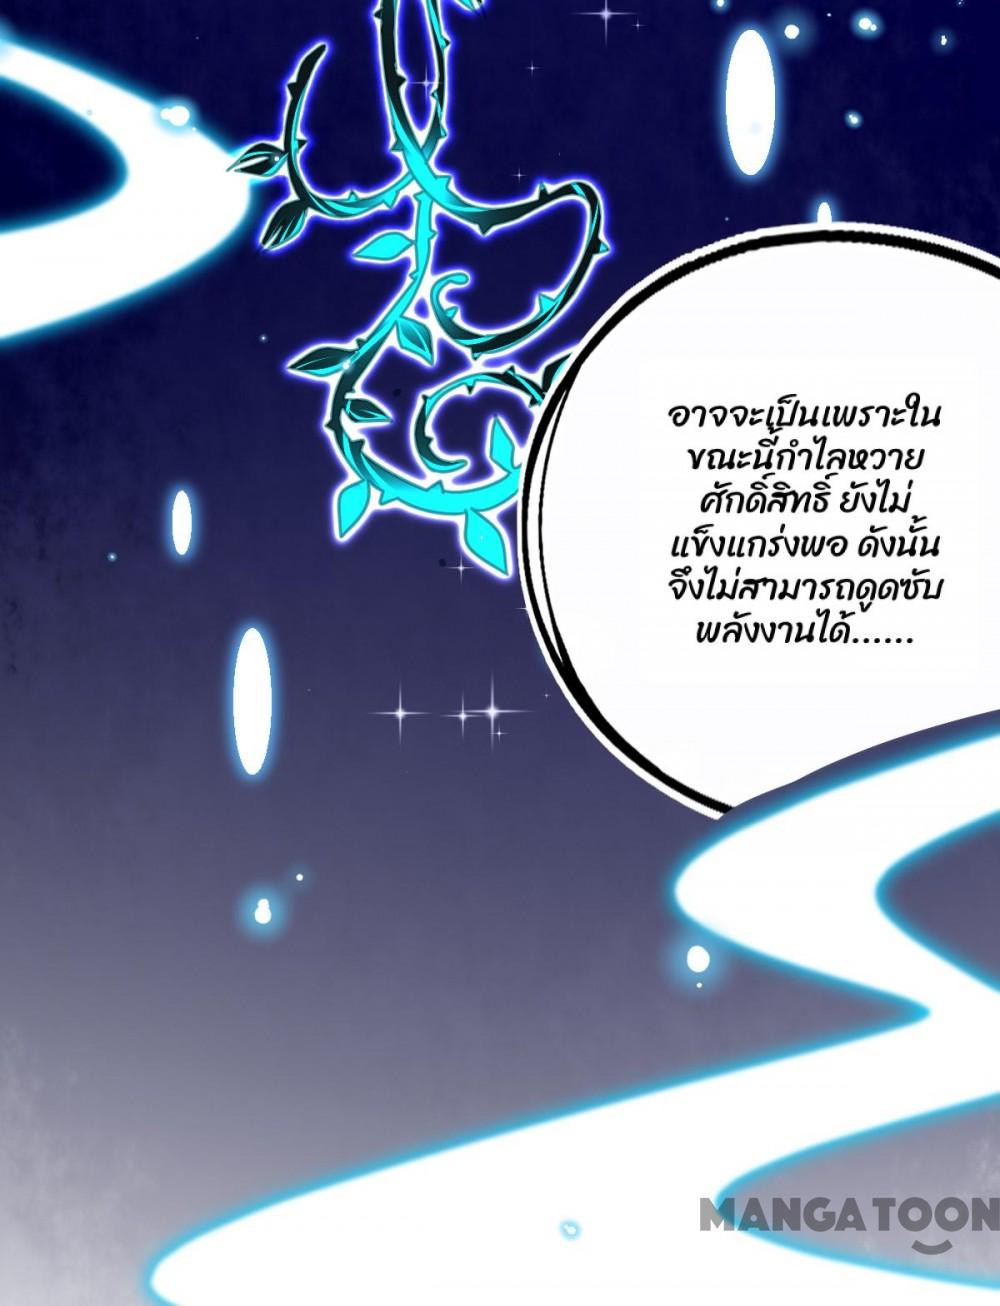 อาจจะเป็นเพราะใน
ขณะนี้กำไลหวาย
ศักดิ์สิทธิ์ ยังไม่
แข็งแกร่งพอ ดังนั้น
จึงไม่สามารถดูดซับ
พลังงานได้......
MANGATOON